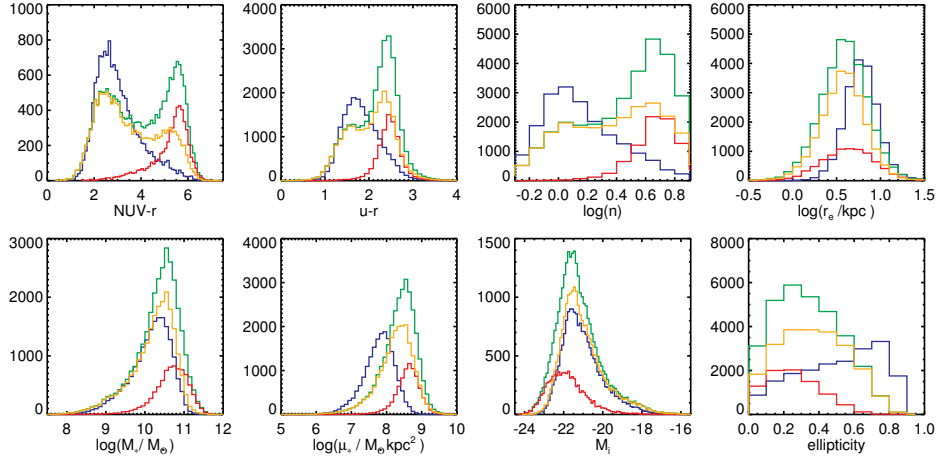 1000
800
600
400
200
0
0 2 4 6
NUV-r
4000
3000
2000
1000
0
0 1 2 3 4
u-r
6000
5000
4000
3000
2000
1000
0
-0.2 0.0 0.2 0.4 0.6 0.8
log(n)
6000
5000
4000
3000
2000
1000
0
-0.5 0.0 0.5 1.0 1.5
log(r_e /kpc )
3000
2000
1000
0
8 9 10 11 12
log(M_*/ M_⊙)
4000
3000
2000
1000
0
5 6 7 8 9 10
log(μ_* / M_⊙ kpc²)
1500
1000
500
0
-24 -22 -20 -18 -16
M_i
8000
6000
4000
2000
0
0.0 0.2 0.4 0.6 0.8 1.0
ellipticity